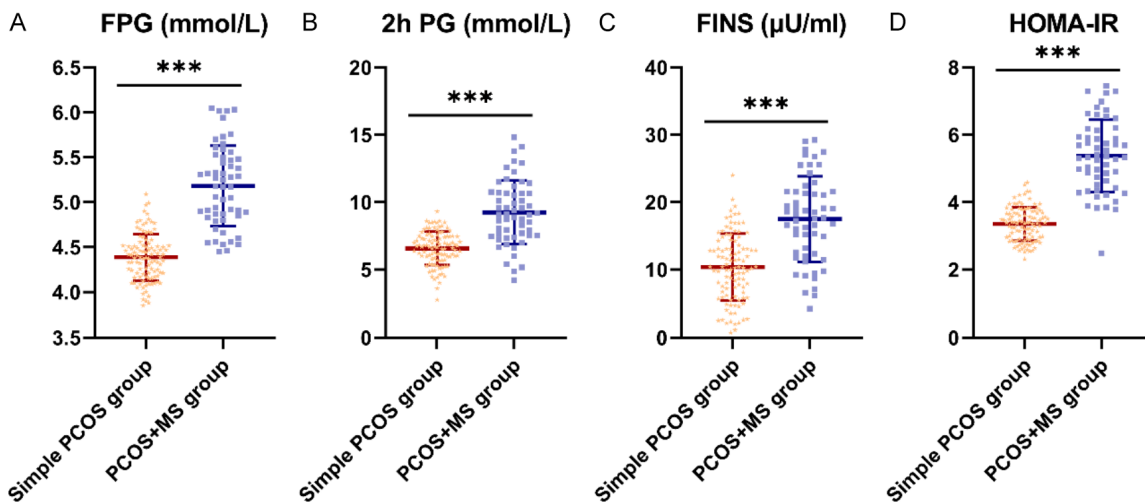 A FPG (mmol/L)
***
6.5
6.0
5.5
5.0
4.5
4.0
3.5
Simple PCOS group
PCOS+MS group
B 2h PG (mmol/L)
***
20
15
10
5
0
Simple PCOS group
PCOS+MS group
C FINS (µU/ml)
***
40
30
20
10
0
Simple PCOS group
PCOS+MS group
D HOMA-IR
***
8
6
4
2
0
Simple PCOS group
PCOS+MS group